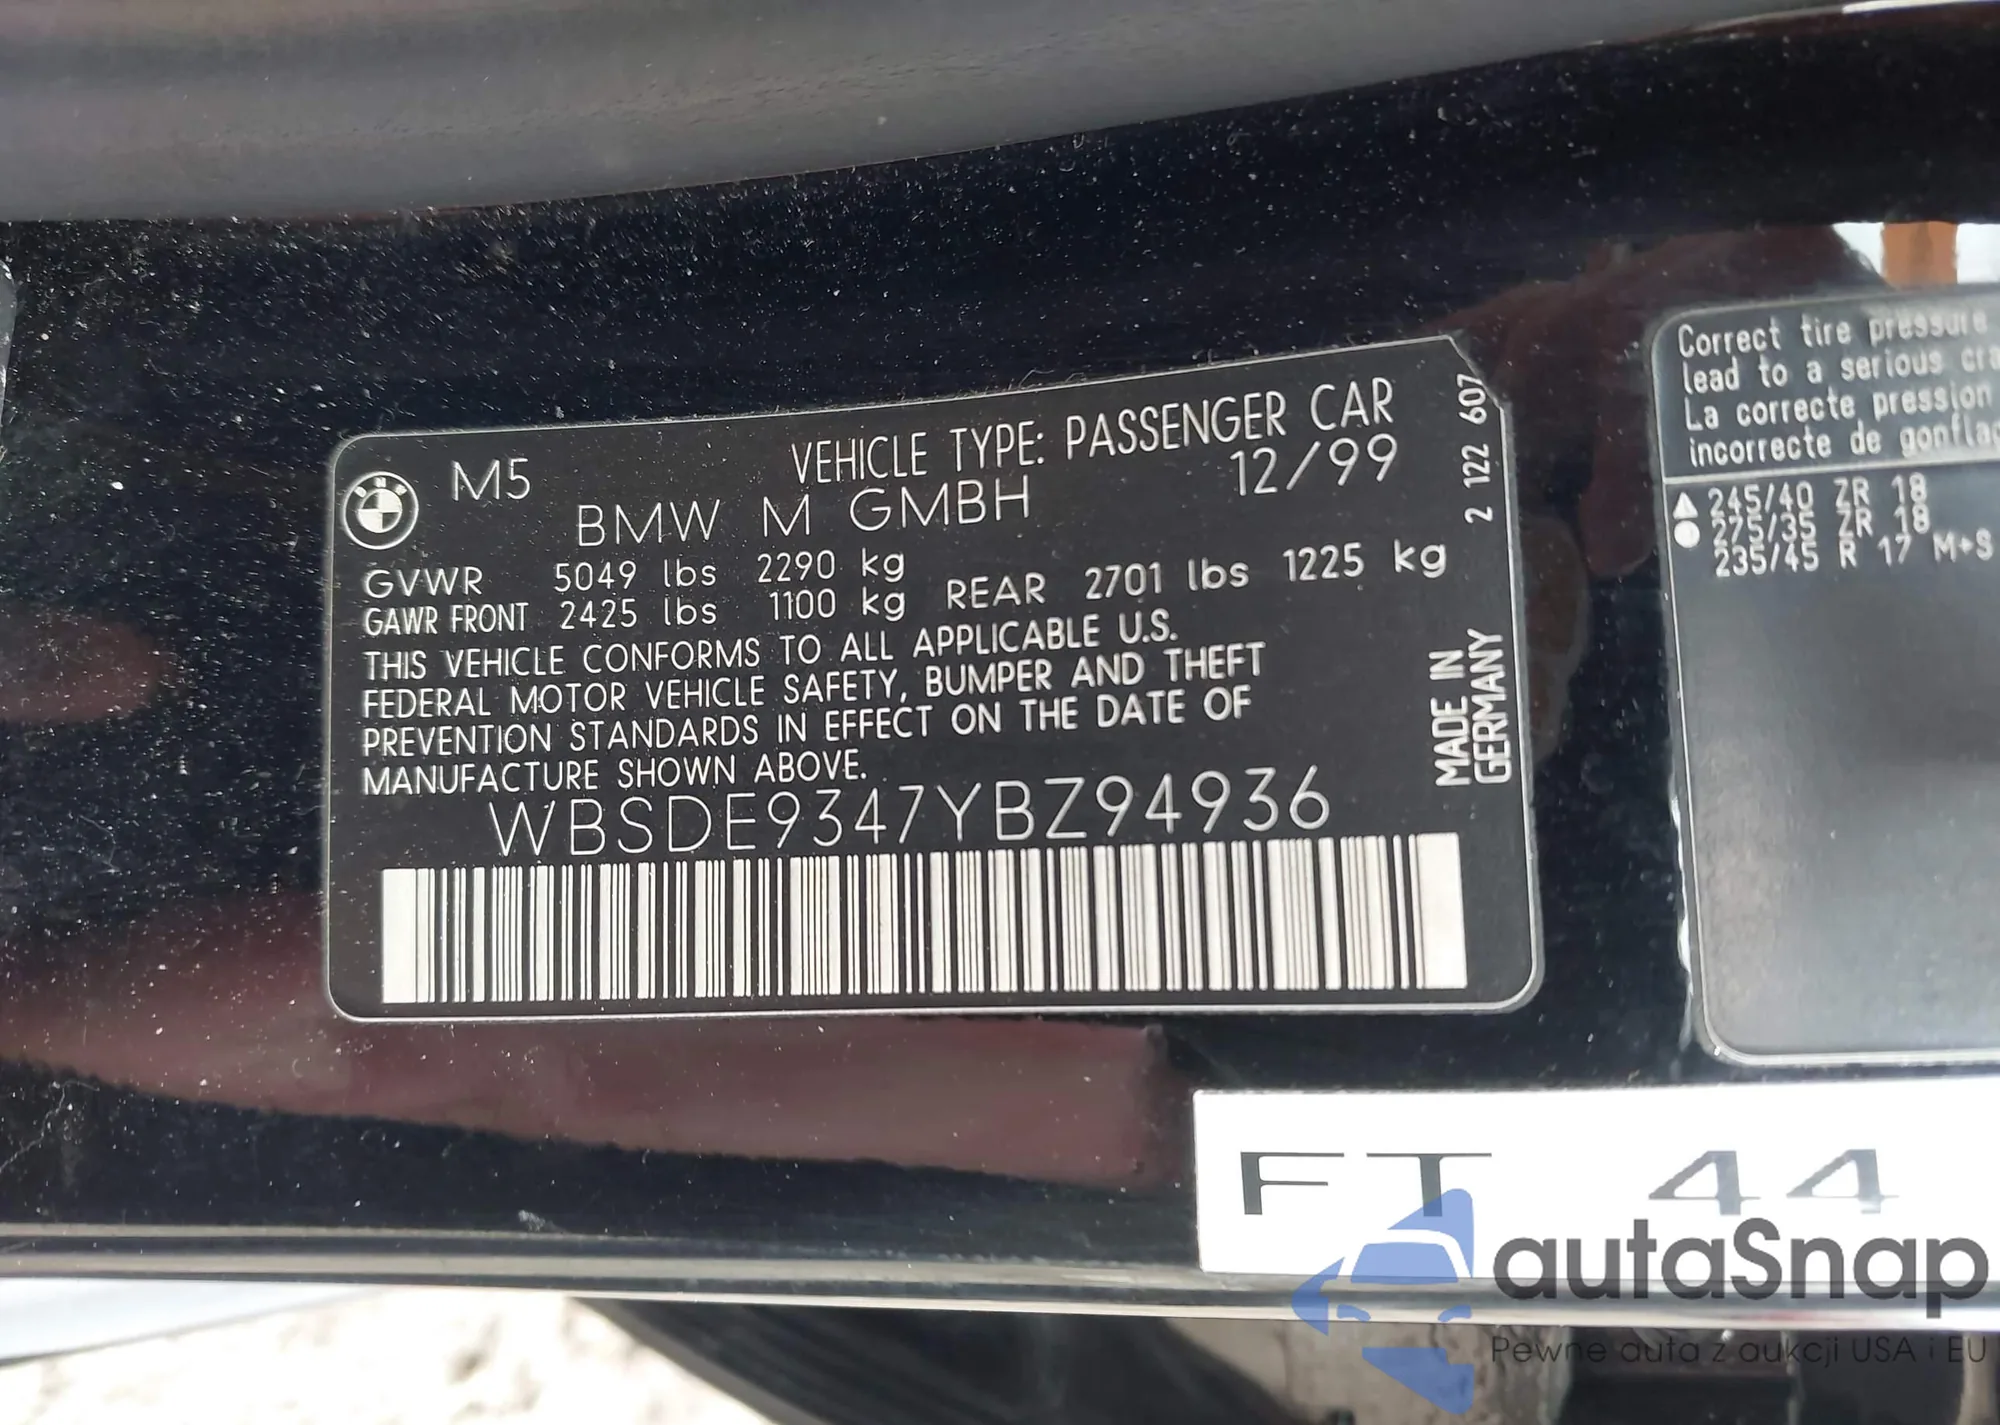 M5
VEHICLE TYPE: PASSENGER CAR
BMW M GMBH 12/99
GVWR 5049 lbs 2290 kg
GAWR FRONT 2425 lbs 1100 kg REAR 2701 lbs 1225 kg
THIS VEHICLE CONFORMS TO ALL APPLICABLE U.S.
FEDERAL MOTOR VEHICLE SAFETY, BUMPER AND THEFT
PREVENTION STANDARDS IN EFFECT ON THE DATE OF
MANUFACTURE SHOWN ABOVE.
WBSDE9347YBZ94936
2 122 607
MADE IN
GERMANY
Correct tire pressure
lead to a serious cra
La correcte pression
incorrecte de gonflag
245/40 ZR 18
275/35 ZR 18
235/45 R 17 M+S
FT 44
autaSnap
Pewne auta z aukcji USA i EU